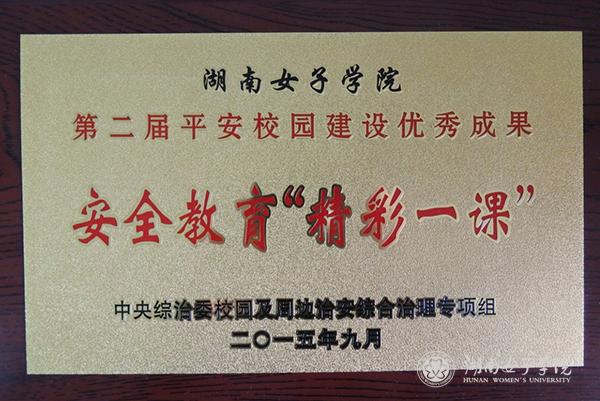 湖南女子学院
第二届平安校园建设优秀成果
安全教育“精彩一课”
中央综治委校园及周边治安综合治理专项组
二〇一五年九月
湖南女子学院
HUNAN WOMEN'S UNIVERSITY